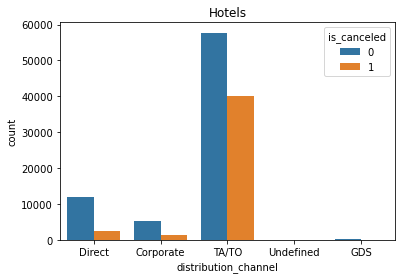 Hotels
is_canceled
0
1
60000
50000
40000
30000
20000
10000
0
count
Direct Corporate TA/TO Undefined GDS
distribution_channel